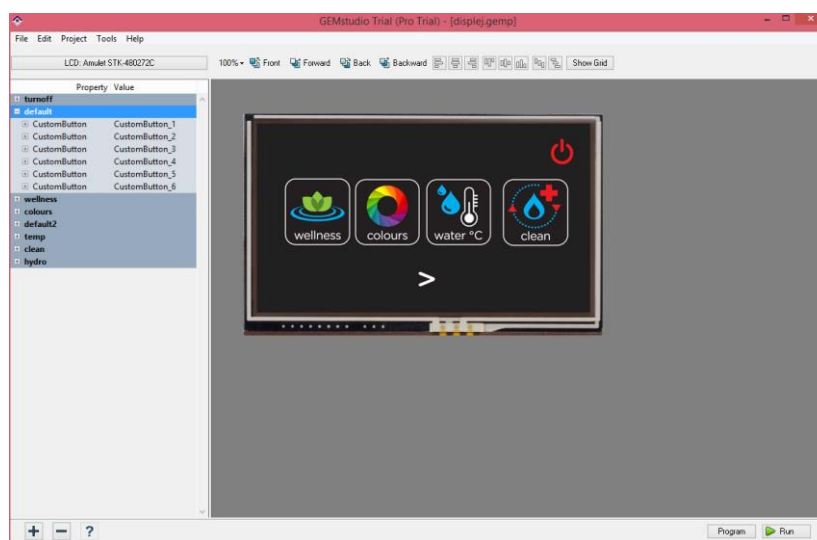 GEMstudio Trial (Pro Trial) - [displej.gemp]
File Edit Project Tools Help
LCD: Amulet STK-480272C
100% Front Forward Back Backward Show Grid
Property Value
turnoff
default
CustomButton CustomButton_1
CustomButton CustomButton_2
CustomButton CustomButton_3
CustomButton CustomButton_4
CustomButton CustomButton_5
CustomButton CustomButton_6
wellness
colours
default2
temp
clean
hydro
wellness colours water °C clean
>
+ − ? Program Run